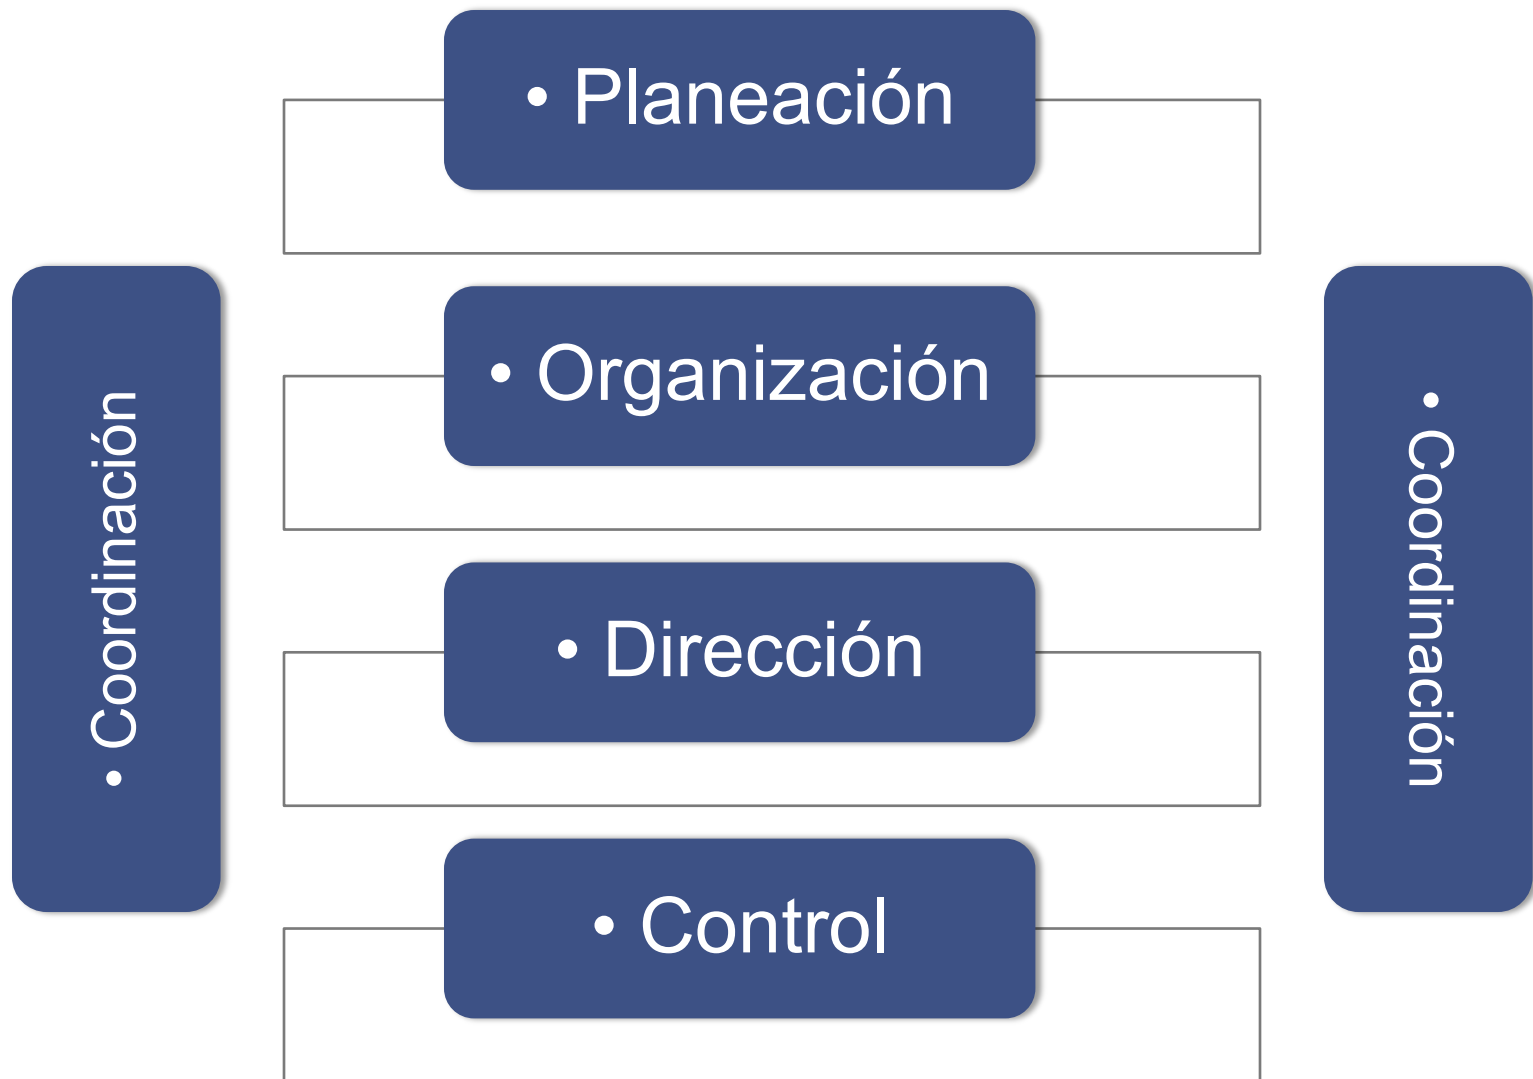 • Planeación
• Organización
• Dirección
• Control
• Coordinación
• Coordinación